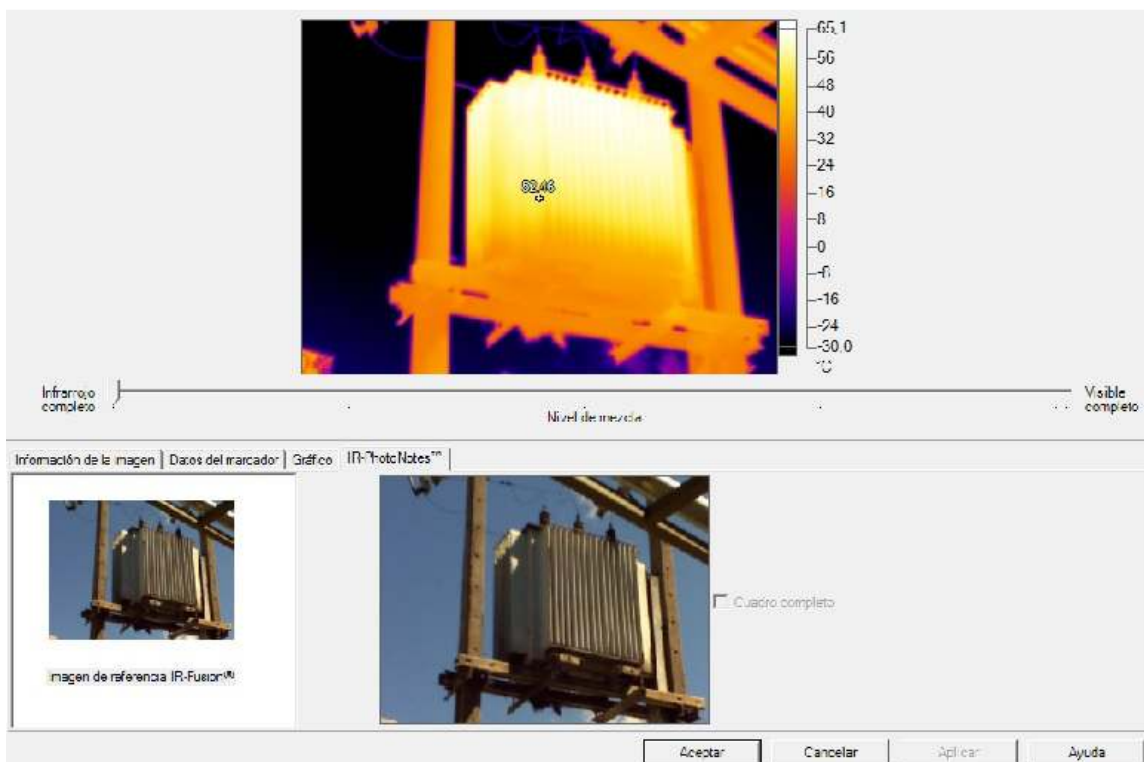 65,1
56
48
40
32
24
16
8
0
-8
-16
-24
-30,0
°C
52,46
Infrarrojo
completo
Nivel de mezcla
Visible
completo
Información de la imagen
Datos del marcador
Gráfico
IR-PhotoNotes™
Imagen de referencia IR-Fusion®
Cuadro completo
Aceptar
Cancelar
Aplicar
Ayuda